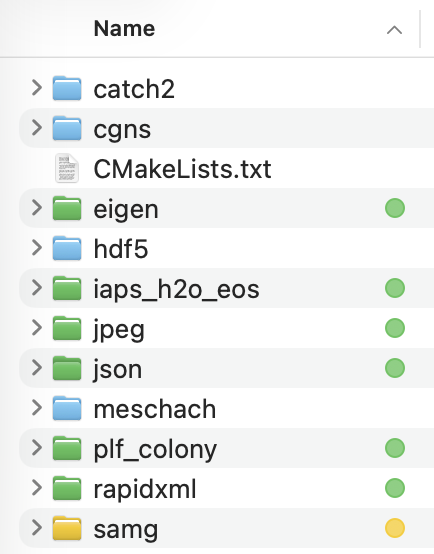 Name
catch2
cgns
CMakeLists.txt
eigen
hdf5
iaps_h2o_eos
jpeg
json
meschach
plf_colony
rapidxml
samg